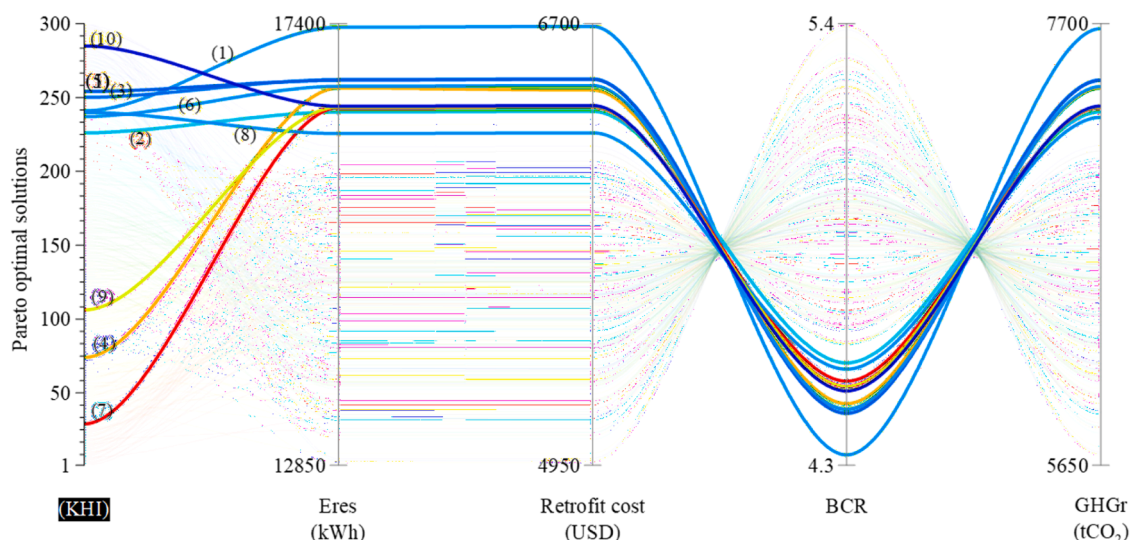 300
250
200
150
100
50
1
Pareto optimal solutions
(10)
(1)
(3)
(6)
(2)
(8)
(9)
(4)
(7)
17400
12850
6700
4950
5.4
4.3
7700
5650
(KHI)
Eres
(kWh)
Retrofit cost
(USD)
BCR
GHGr
(tCO₂)